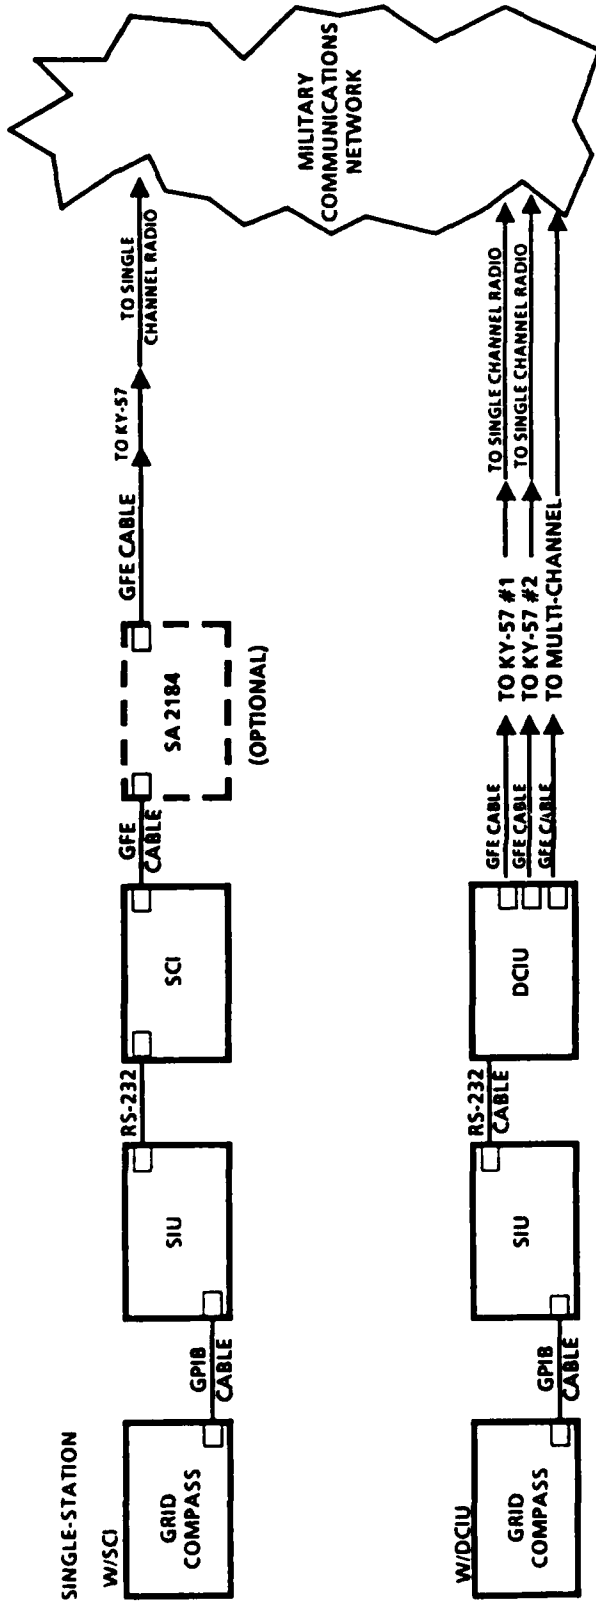 SINGLE-STATION
W/SCI
GRID
COMPASS
GPIB
CABLE
SIU
RS-232
SCI
GFE
CABLE
SA 2184
(OPTIONAL)
GFE CABLE
TO KY-57
TO SINGLE
CHANNEL RADIO
MILITARY
COMMUNICATIONS
NETWORK
W/DCIU
GRID
COMPASS
GPIB
CABLE
SIU
RS-232
CABLE
DCIU
GFE CABLE
GFE CABLE
GFE CABLE
TO KY-57 #1
TO KY-57 #2
TO MULTI-CHANNEL
TO SINGLE CHANNEL RADIO
TO SINGLE CHANNEL RADIO